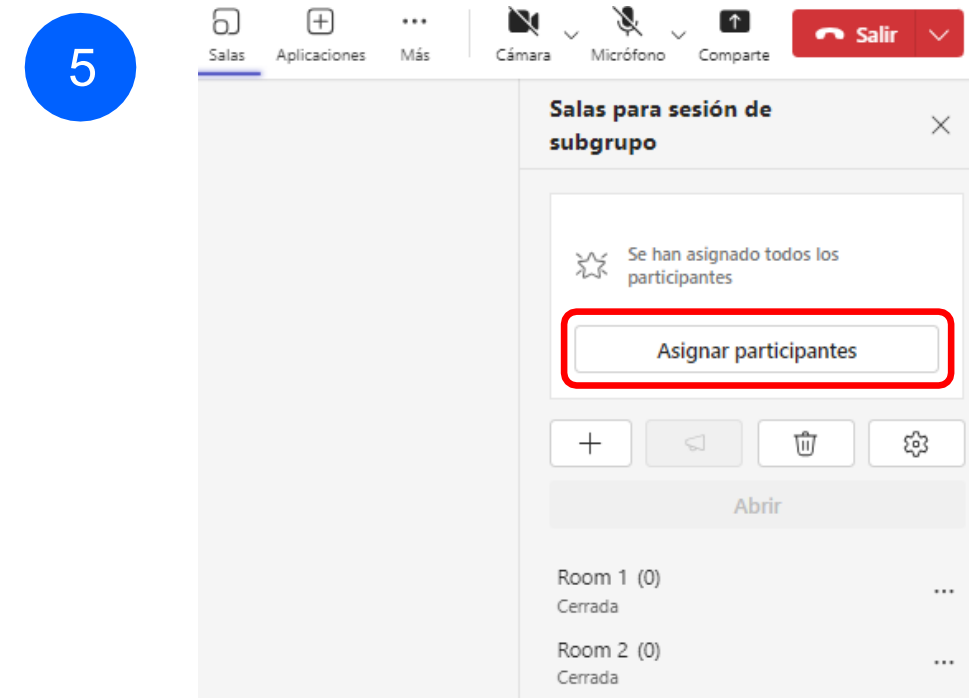 5
Salas
Aplicaciones
Más
Cámara
Micrófono
Comparte
Salir
Salas para sesión de
subgrupo
Se han asignado todos los
participantes
Asignar participantes
Abrir
Room 1 (0)
Cerrada
Room 2 (0)
Cerrada